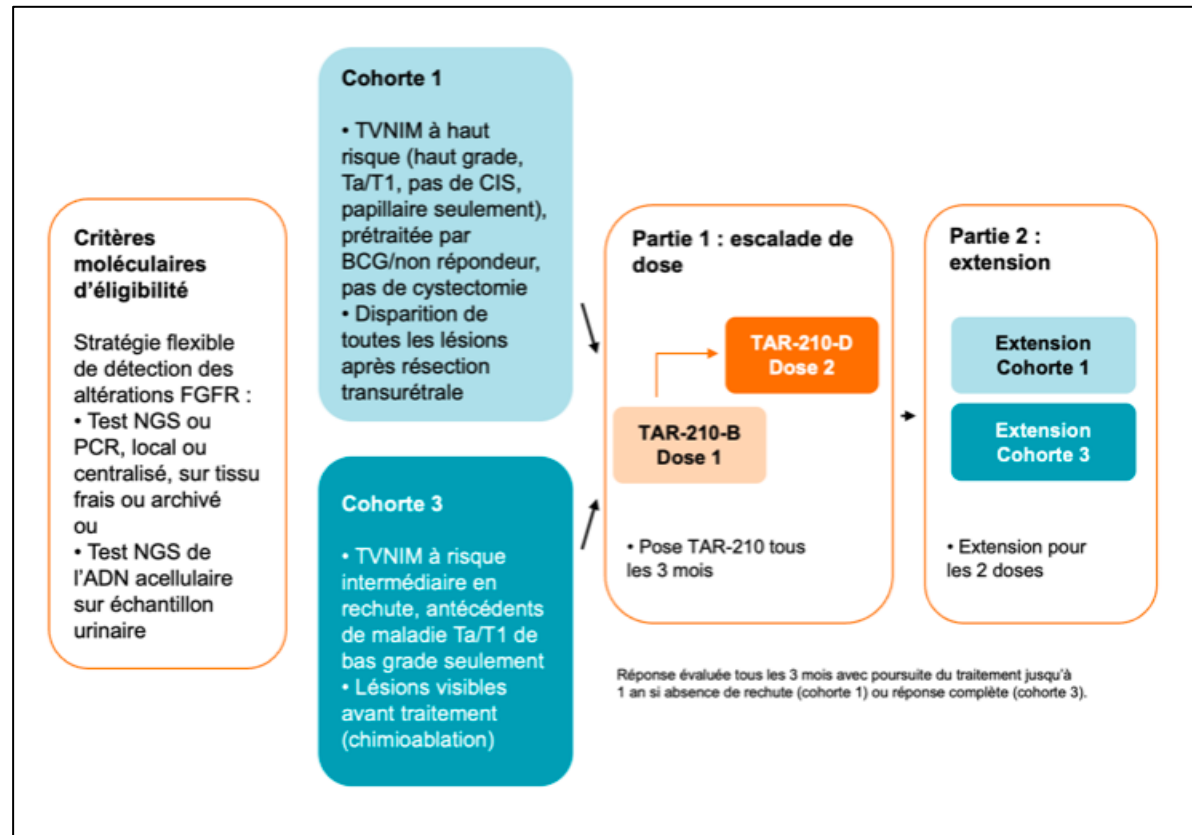 Critères
moléculaires
d'éligibilité
Stratégie flexible
de détection des
altérations FGFR :
• Test NGS ou
PCR, local ou
centralisé, sur tissu
frais ou archivé
ou
• Test NGS de
l'ADN acellulaire
sur échantillon
urinaire
Cohorte 1
• TVNIM à haut
risque (haut grade,
Ta/T1, pas de CIS,
papillaire seulement),
prétraitée par
BCG/non répondeur,
pas de cystectomie
• Disparition de
toutes les lésions
après résection
transurétrale
Cohorte 3
• TVNIM à risque
intermédiaire en
rechute, antécédents
de maladie Ta/T1 de
bas grade seulement
• Lésions visibles
avant traitement
(chimioablation)
Partie 1 : escalade de
dose
TAR-210-D
Dose 2
TAR-210-B
Dose 1
• Pose TAR-210 tous
les 3 mois
Partie 2 :
extension
Extension
Cohorte 1
Extension
Cohorte 3
• Extension pour
les 2 doses
Réponse évaluée tous les 3 mois avec poursuite du traitement jusqu'à
1 an si absence de rechute (cohorte 1) ou réponse complète (cohorte 3).